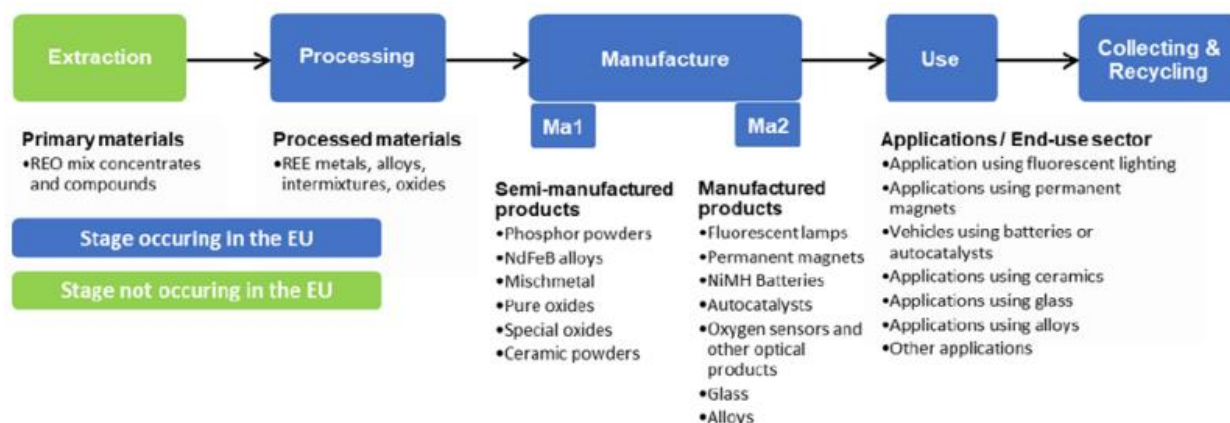 Extraction
Processing
Manufacture
Use
Collecting &
Recycling
Ma1
Ma2
Primary materials
•REO mix concentrates
and compounds
Processed materials
•REE metals, alloys,
intermixtures, oxides
Stage occuring in the EU
Stage not occuring in the EU
Semi-manufactured
products
•Phosphor powders
•NdFeB alloys
•Mischmetal
•Pure oxides
•Special oxides
•Ceramic powders
Manufactured
products
•Fluorescent lamps
•Permanent magnets
•NiMH Batteries
•Autocatalysts
•Oxygen sensors and
other optical
products
•Glass
•Alloys
Applications / End-use sector
•Application using fluorescent lighting
•Applications using permanent
magnets
•Vehicles using batteries or
autocatalysts
•Applications using ceramics
•Applications using glass
•Applications using alloys
•Other applications